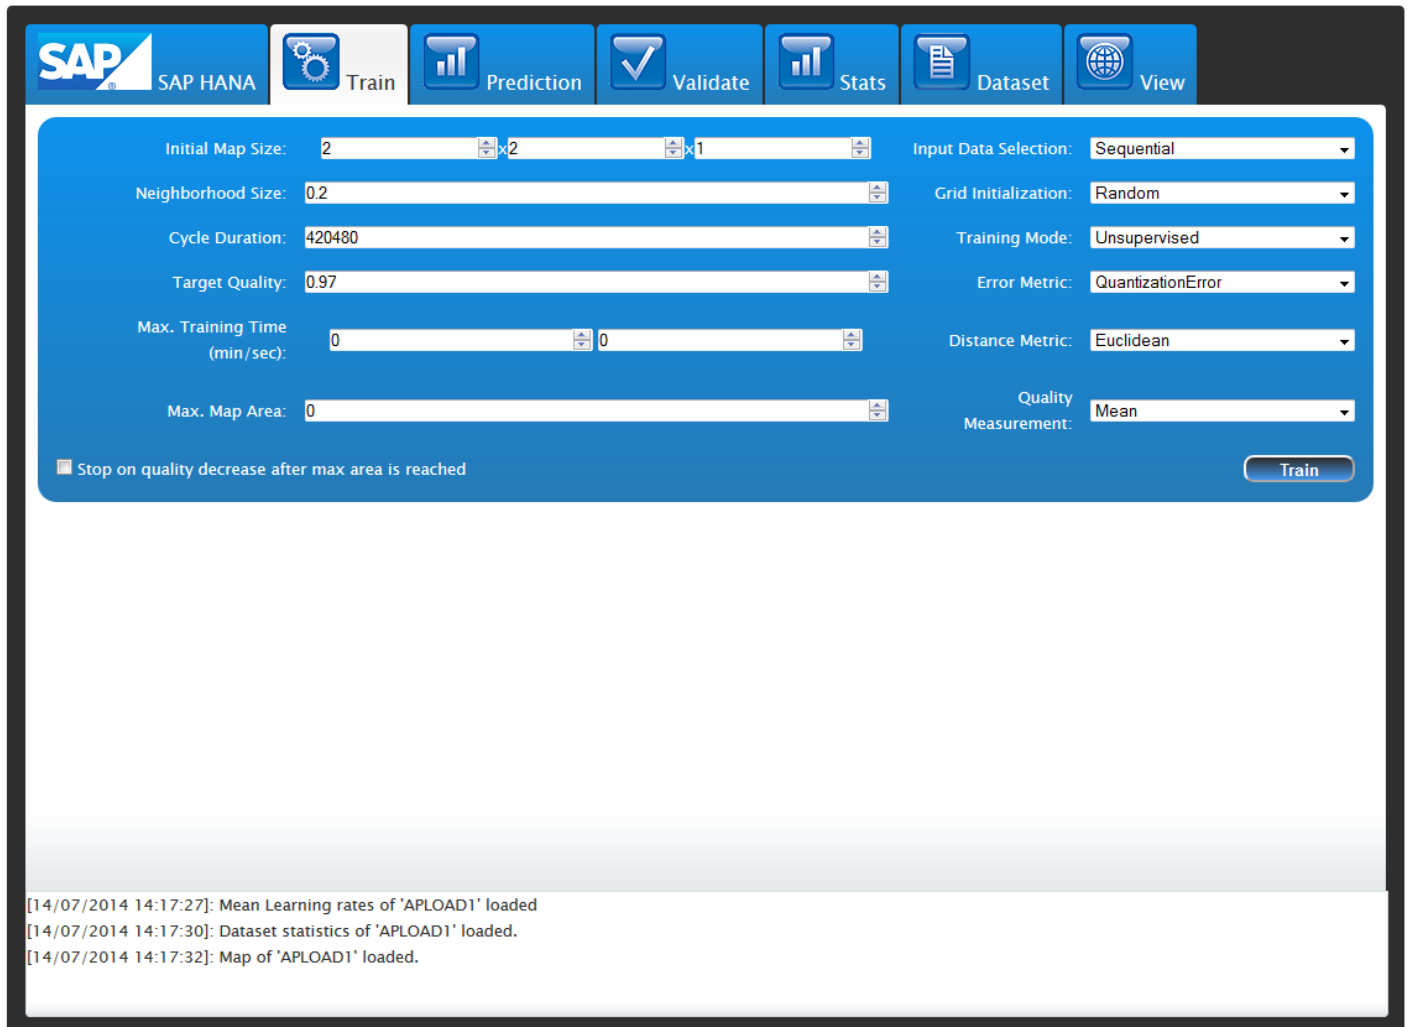 SAP ® SAP HANA Train Prediction Validate Stats Dataset View
Initial Map Size: 2 x 2 x 1 Input Data Selection: Sequential
Neighborhood Size: 0.2 Grid Initialization: Random
Cycle Duration: 420480 Training Mode: Unsupervised
Target Quality: 0.97 Error Metric: QuantizationError
Max. Training Time
(min/sec): 0 0 Distance Metric: Euclidean
Max. Map Area: 0 Quality
Measurement: Mean
Stop on quality decrease after max area is reached Train
[14/07/2014 14:17:27]: Mean Learning rates of 'APLOAD1' loaded
[14/07/2014 14:17:30]: Dataset statistics of 'APLOAD1' loaded.
[14/07/2014 14:17:32]: Map of 'APLOAD1' loaded.